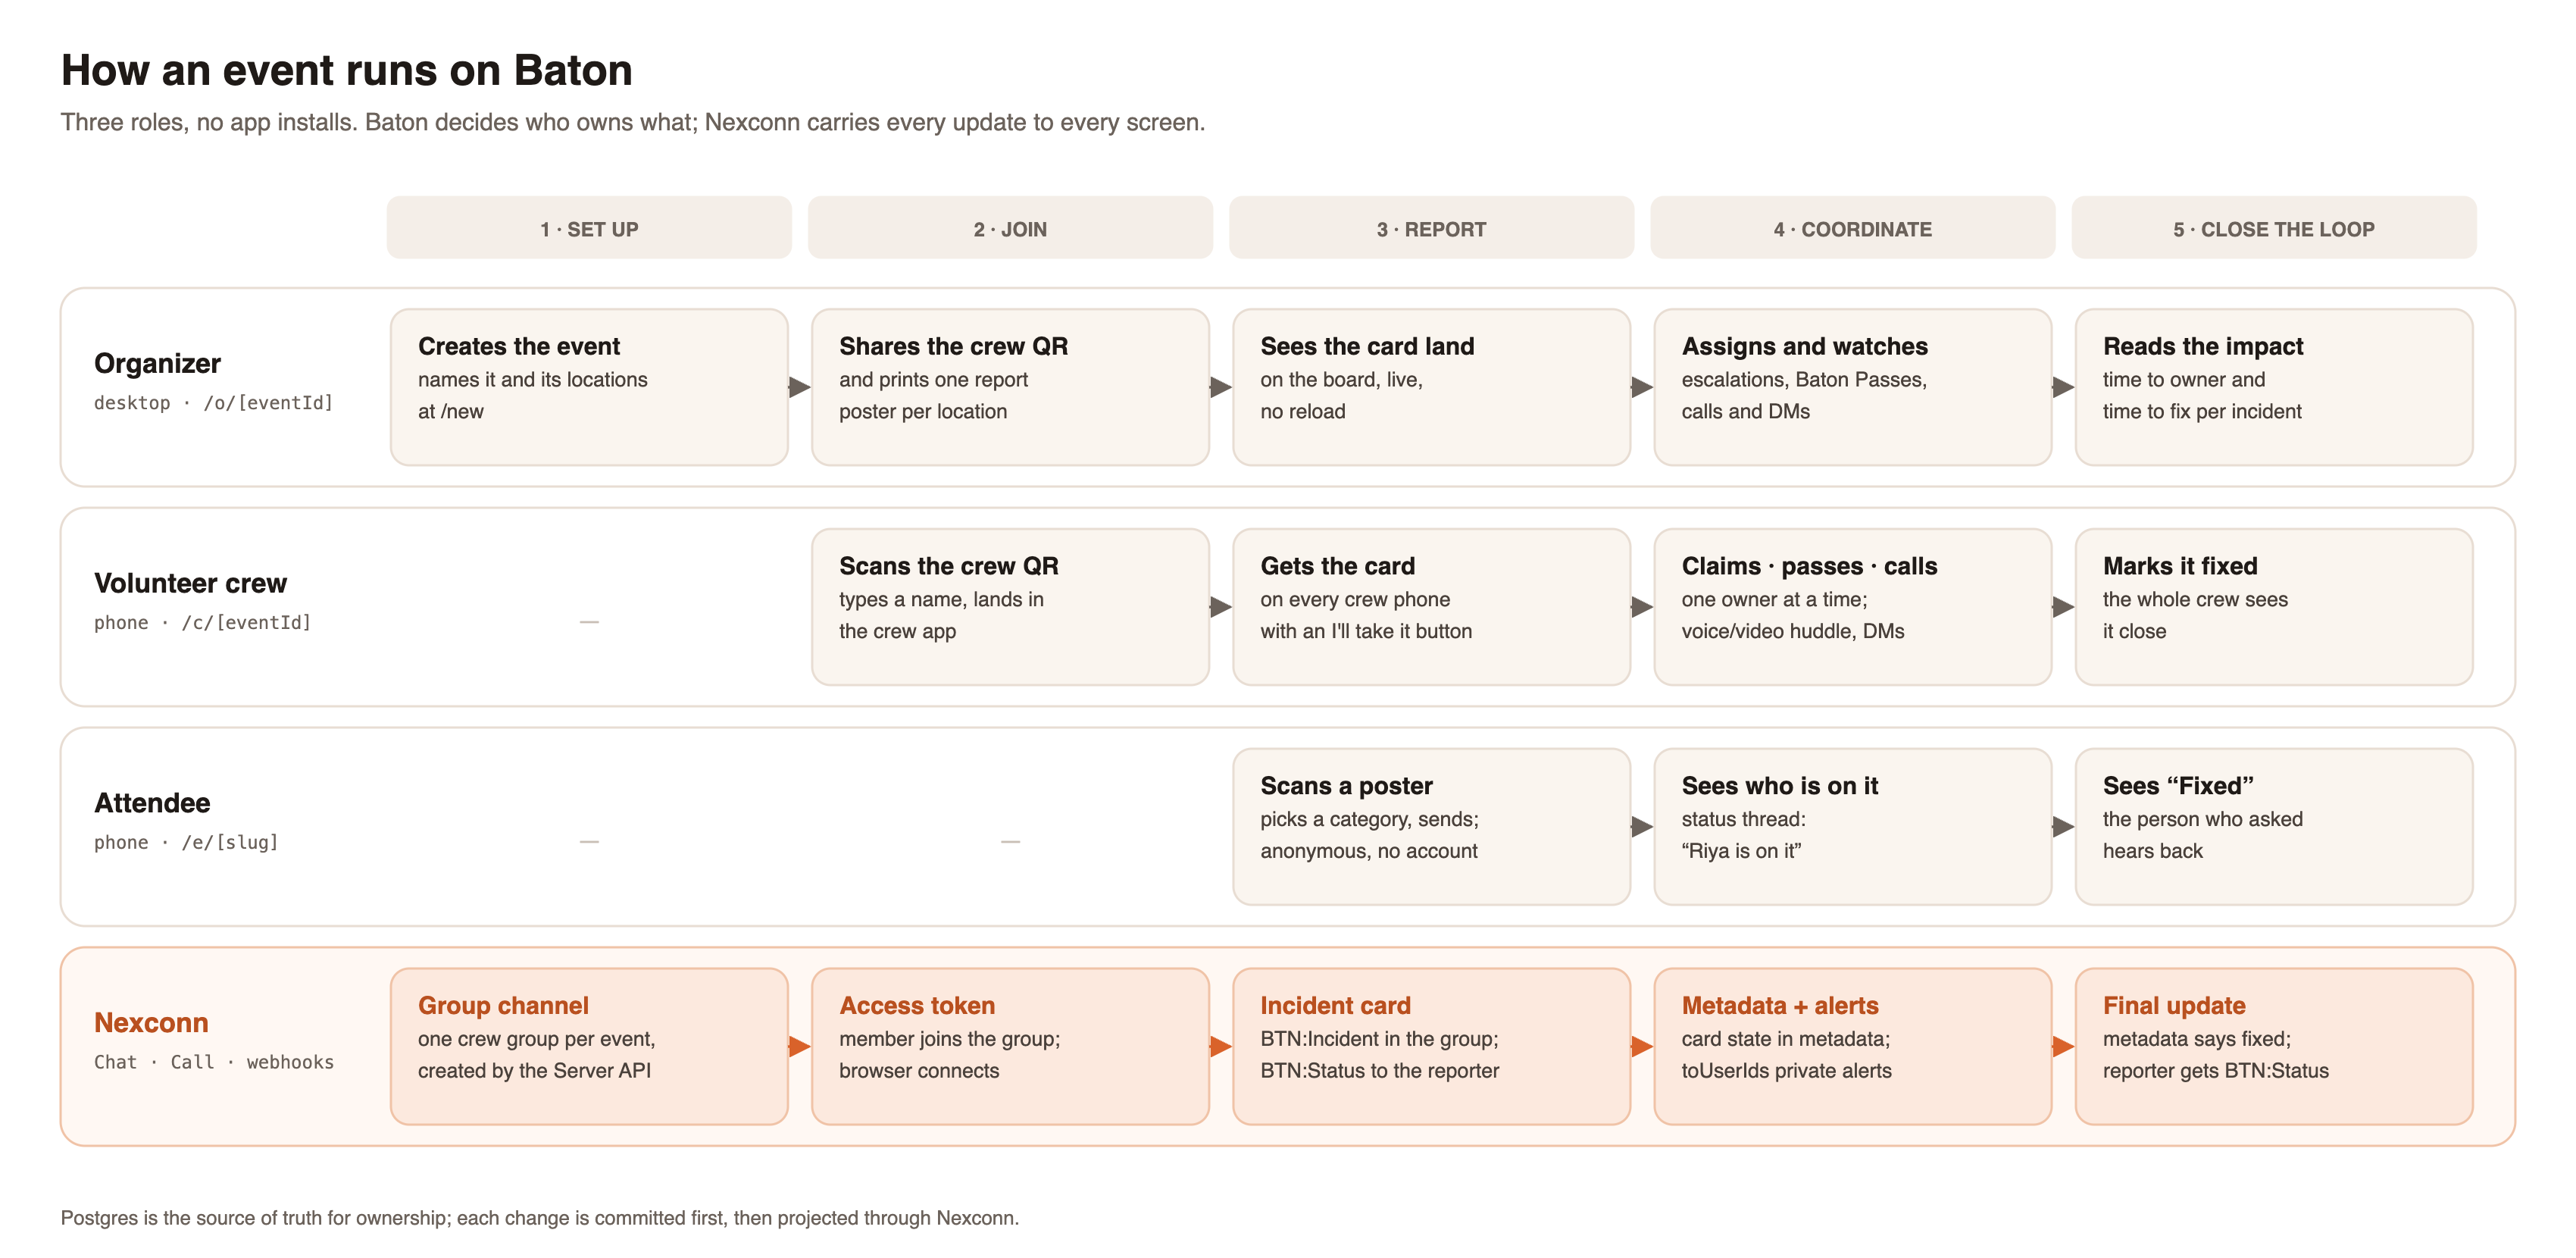 How an event runs on Baton
Three roles, no app installs. Baton decides who owns what; Nexconn carries every update to every screen.
1 · SET UP
2 · JOIN
3 · REPORT
4 · COORDINATE
5 · CLOSE THE LOOP
Organizer
desktop · /o/[eventId]
Creates the event
names it and its locations
at /new
Shares the crew QR
and prints one report
poster per location
Sees the card land
on the board, live,
no reload
Assigns and watches
escalations, Baton Passes,
calls and DMs
Reads the impact
time to owner and
time to fix per incident
Volunteer crew
phone · /c/[eventId]
—
Scans the crew QR
types a name, lands in
the crew app
Gets the card
on every crew phone
with an I'll take it button
Claims · passes · calls
one owner at a time;
voice/video huddle, DMs
Marks it fixed
the whole crew sees
it close
Attendee
phone · /e/[slug]
—
—
Scans a poster
picks a category, sends;
anonymous, no account
Sees who is on it
status thread:
“Riya is on it”
Sees “Fixed”
the person who asked
hears back
Nexconn
Chat · Call · webhooks
Group channel
one crew group per event,
created by the Server API
Access token
member joins the group;
browser connects
Incident card
BTN:Incident in the group;
BTN:Status to the reporter
Metadata + alerts
card state in metadata;
toUserIds private alerts
Final update
metadata says fixed;
reporter gets BTN:Status
Postgres is the source of truth for ownership; each change is committed first, then projected through Nexconn.